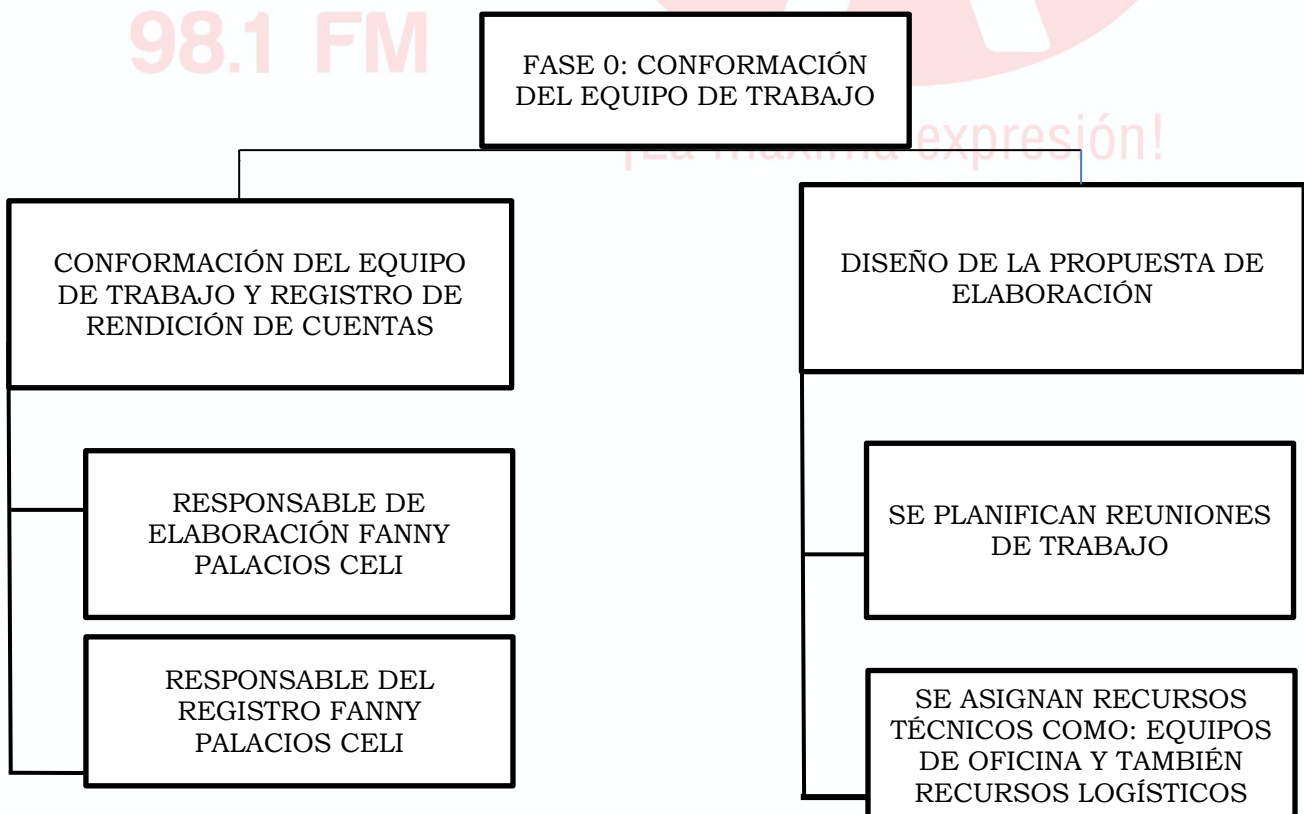 98.1 FM
FASE 0: CONFORMACIÓN
DEL EQUIPO DE TRABAJO
¡La máxima expresión!
CONFORMACIÓN DEL EQUIPO
DE TRABAJO Y REGISTRO DE
RENDICIÓN DE CUENTAS
RESPONSABLE DE
ELABORACIÓN FANNY
PALACIOS CELI
RESPONSABLE DEL
REGISTRO FANNY
PALACIOS CELI
DISEÑO DE LA PROPUESTA DE
ELABORACIÓN
SE PLANIFICAN REUNIONES
DE TRABAJO
SE ASIGNAN RECURSOS
TÉCNICOS COMO: EQUIPOS
DE OFICINA Y TAMBIÉN
RECURSOS LOGÍSTICOS